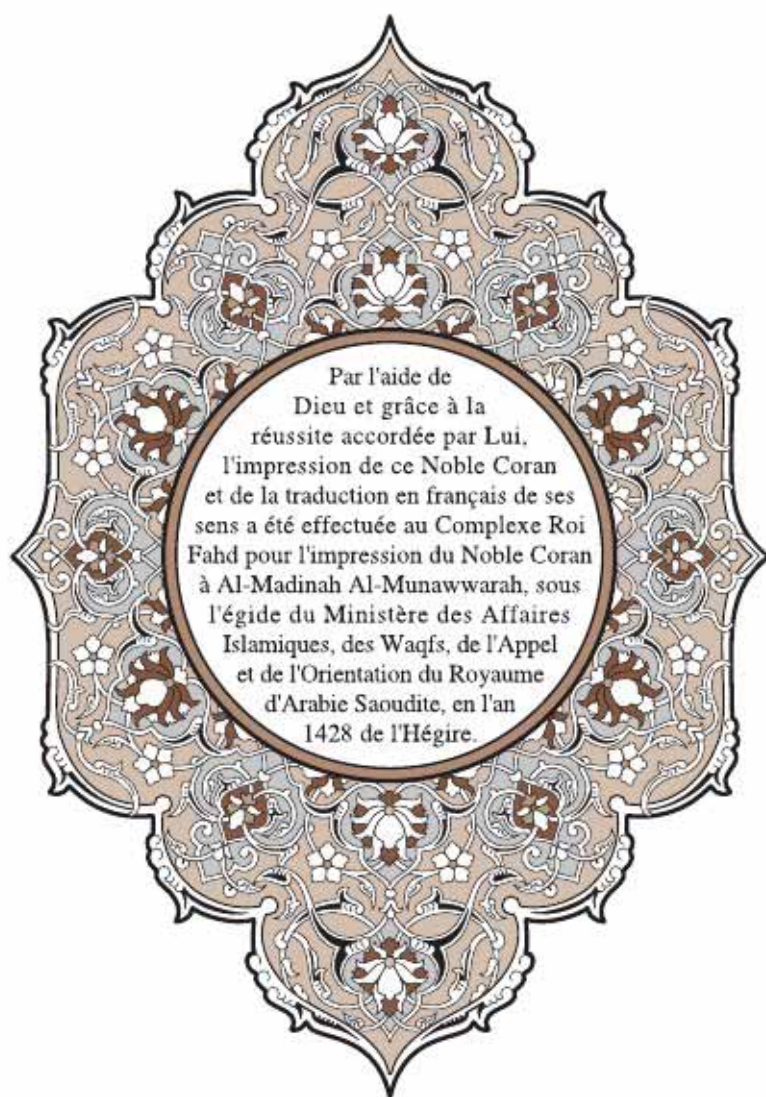 Par l'aide de
Dieu et grâce à la
réussite accordée par Lui,
l'impression de ce Noble Coran
et de la traduction en français de ses
sens a été effectuée au Complexe Roi
Fahd pour l'impression du Noble Coran
à Al-Madinah Al-Munawwarah, sous
l'égide du Ministère des Affaires
Islamiques, des Waqfs, de l'Appel
et de l'Orientation du Royaume
d'Arabie Saoudite, en l'an
1428 de l'Hégire.